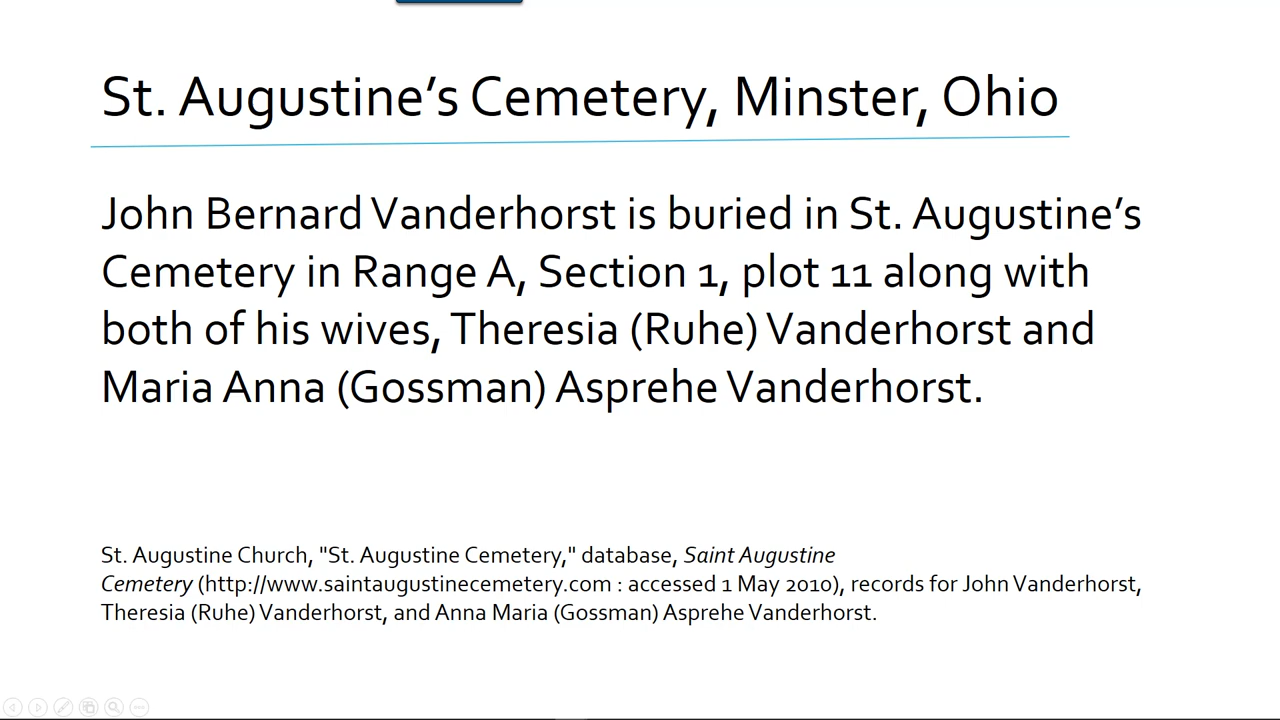 St. Augustine’s Cemetery, Minster, Ohio
John Bernard Vanderhorst is buried in St. Augustine’s
Cemetery in Range A, Section 1, plot 11 along with
both of his wives, Theresia (Ruhe) Vanderhorst and
Maria Anna (Gossman) Asprehe Vanderhorst.
St. Augustine Church, "St. Augustine Cemetery," database, Saint Augustine
Cemetery (http://www.saintaugustinecemetery.com : accessed 1 May 2010), records for John Vanderhorst,
Theresia (Ruhe) Vanderhorst, and Anna Maria (Gossman) Asprehe Vanderhorst.